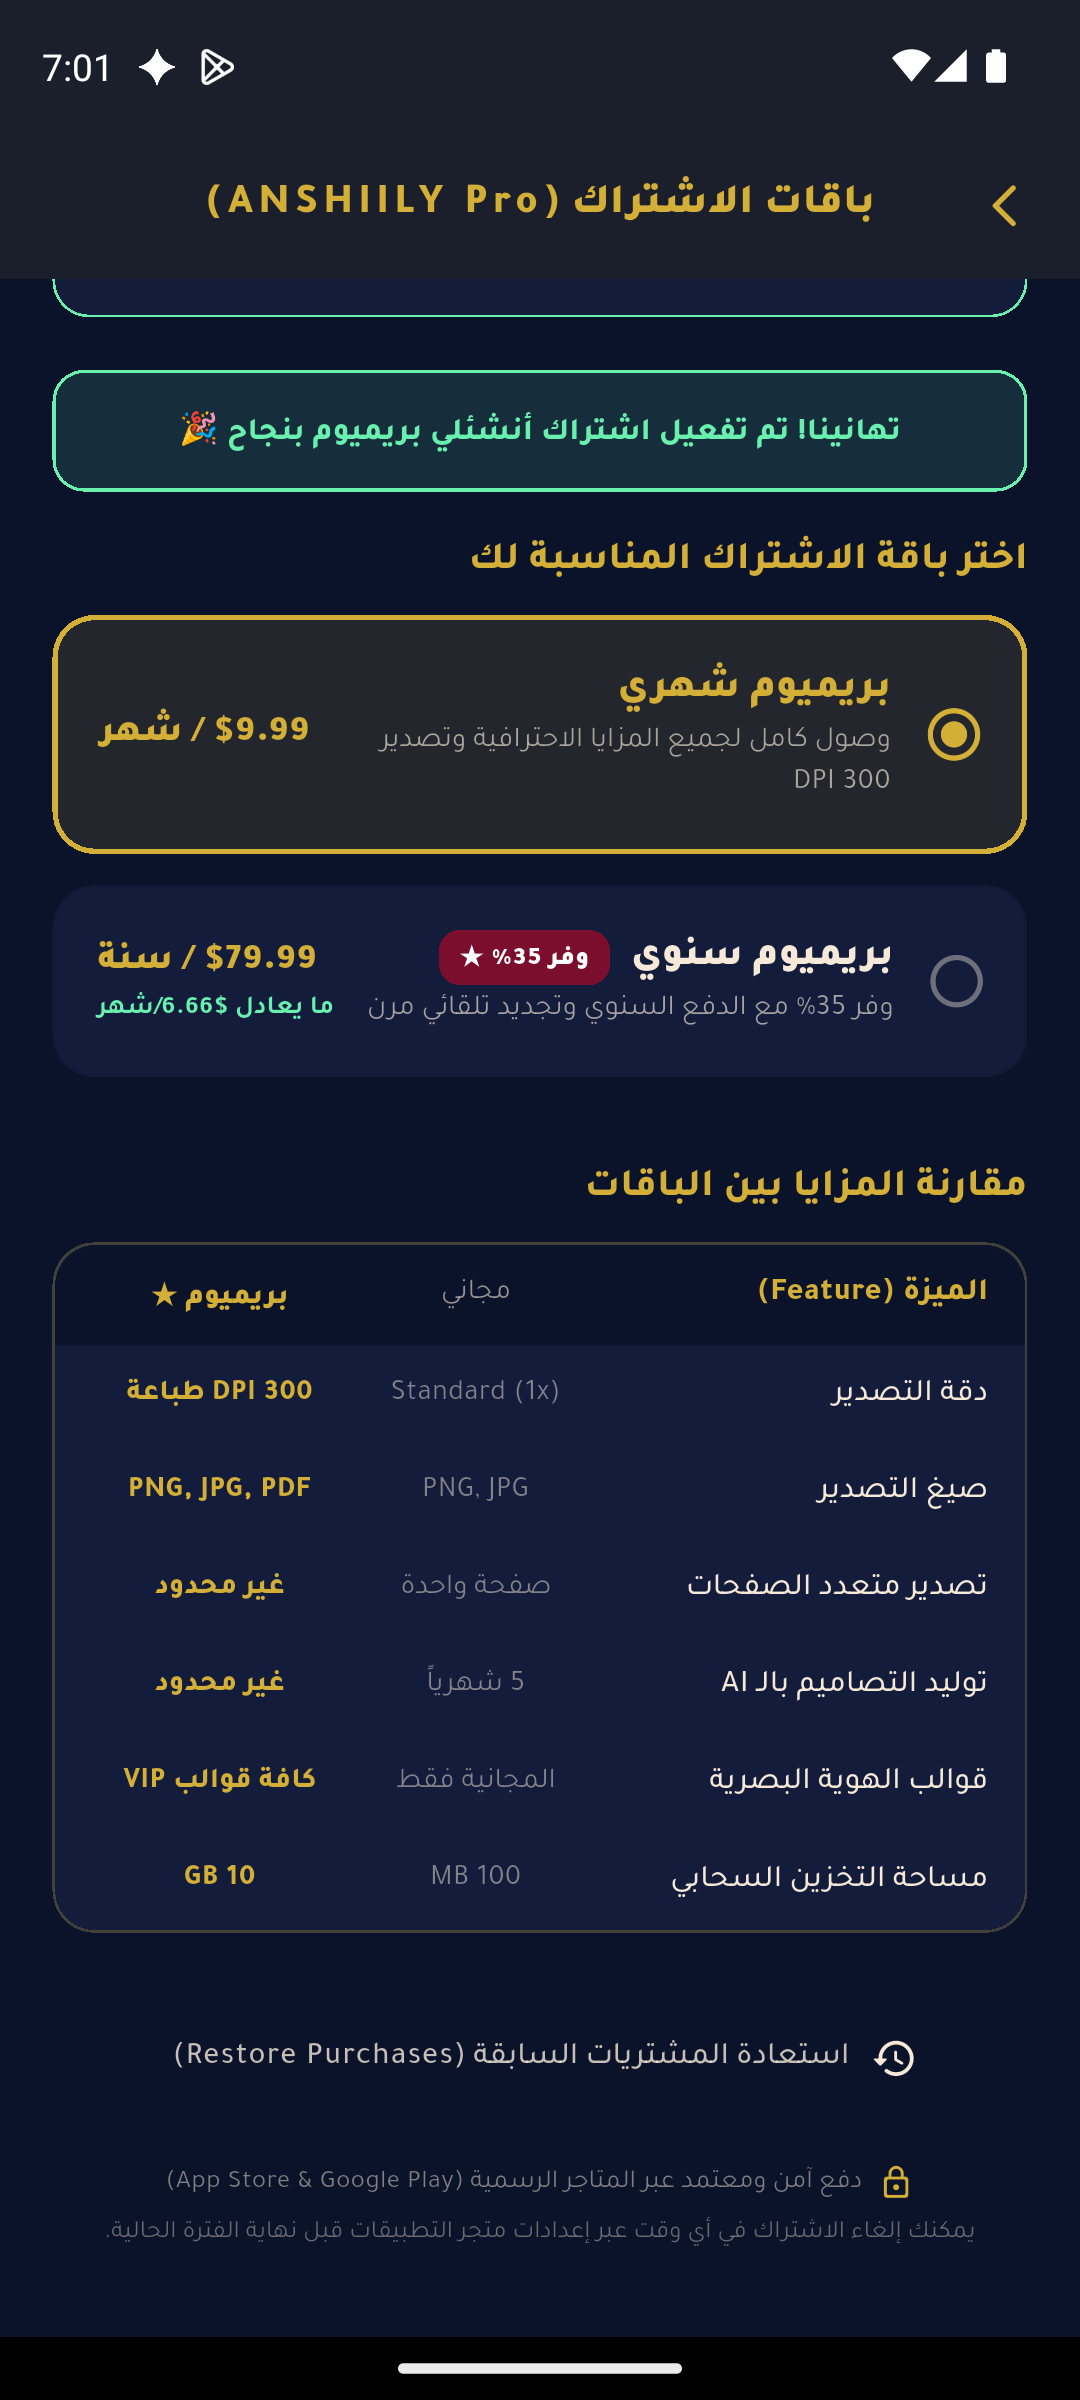 7:01
باقات الاشتراك (ANSHIILY Pro)
تهانينا! تم تفعيل اشتراك أنشئلي بريميوم بنجاح 🎉
اختر باقة الاشتراك المناسبة لك
بريميوم شهري
وصول كامل لجميع المزايا الاحترافية وتصدير
300 DPI
$9.99 / شهر
بريميوم سنوي
وفر 35% ★
وفر 35% مع الدفع السنوي وتجديد تلقائي مرن
$79.99 / سنة
ما يعادل $6.66/شهر
مقارنة المزايا بين الباقات
الميزة (Feature) مجاني بريميوم ★
دقة التصدير Standard (1x) 300 DPI طباعة
صيغ التصدير PNG, JPG PNG, JPG, PDF
تصدير متعدد الصفحات صفحة واحدة غير محدود
توليد التصاميم بالـ AI 5 شهرياً غير محدود
قوالب الهوية البصرية المجانية فقط كافة قوالب VIP
مساحة التخزين السحابي 100 MB 10 GB
استعادة المشتريات السابقة (Restore Purchases)
دفع آمن ومعتمد عبر المتاجر الرسمية (App Store & Google Play)
يمكنك إلغاء الاشتراك في أي وقت عبر إعدادات متجر التطبيقات قبل نهاية الفترة الحالية.